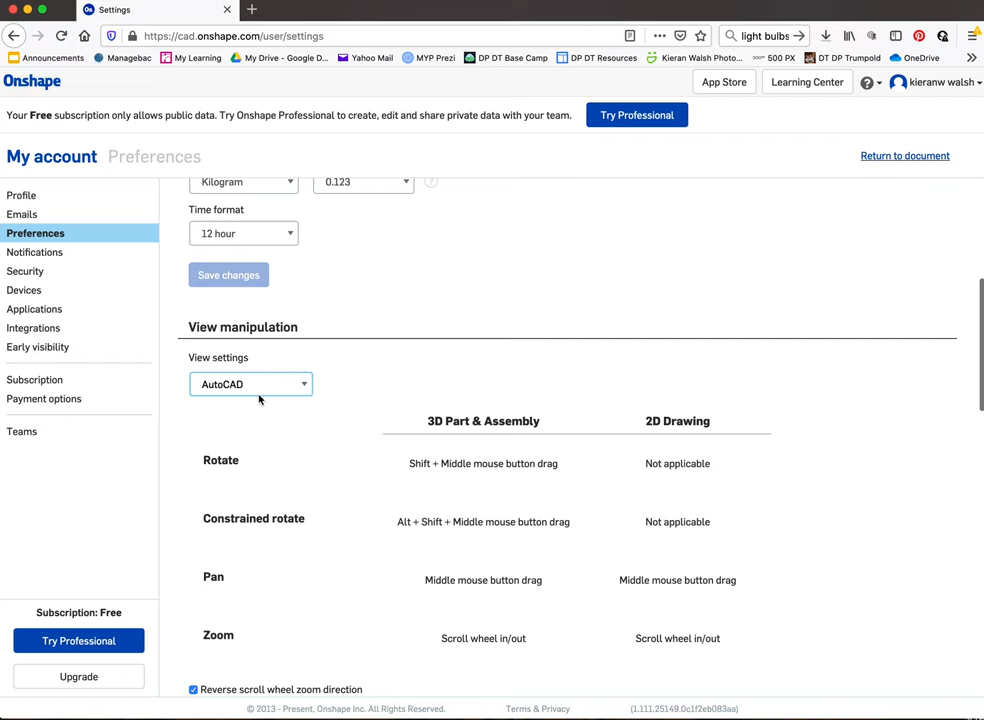 Settings
https://cad.onshape.com/user/settings
light bulbs
Announcements
Managebac
My Learning
My Drive - Google D...
Yahoo Mail
MYP Prezi
DP DT Base Camp
DP DT Resources
Kieran Walsh Photo...
500 PX
DT DP Trumpold
OneDrive
Onshape
App Store
Learning Center
kieranw walsh
Your Free subscription only allows public data. Try Onshape Professional to create, edit and share private data with your team.
Try Professional
My account Preferences
Return to document
Profile
Emails
Preferences
Notifications
Security
Devices
Applications
Integrations
Early visibility
Subscription
Payment options
Teams
Subscription: Free
Try Professional
Upgrade
Kilogram
0.123
Time format
12 hour
Save changes
View manipulation
View settings
AutoCAD
3D Part & Assembly 2D Drawing
Rotate Shift + Middle mouse button drag Not applicable
Constrained rotate Alt + Shift + Middle mouse button drag Not applicable
Pan Middle mouse button drag Middle mouse button drag
Zoom Scroll wheel in/out Scroll wheel in/out
Reverse scroll wheel zoom direction
© 2013 - Present, Onshape Inc. All Rights Reserved. Terms & Privacy (1.111.25149.0c1f2eb083aa)